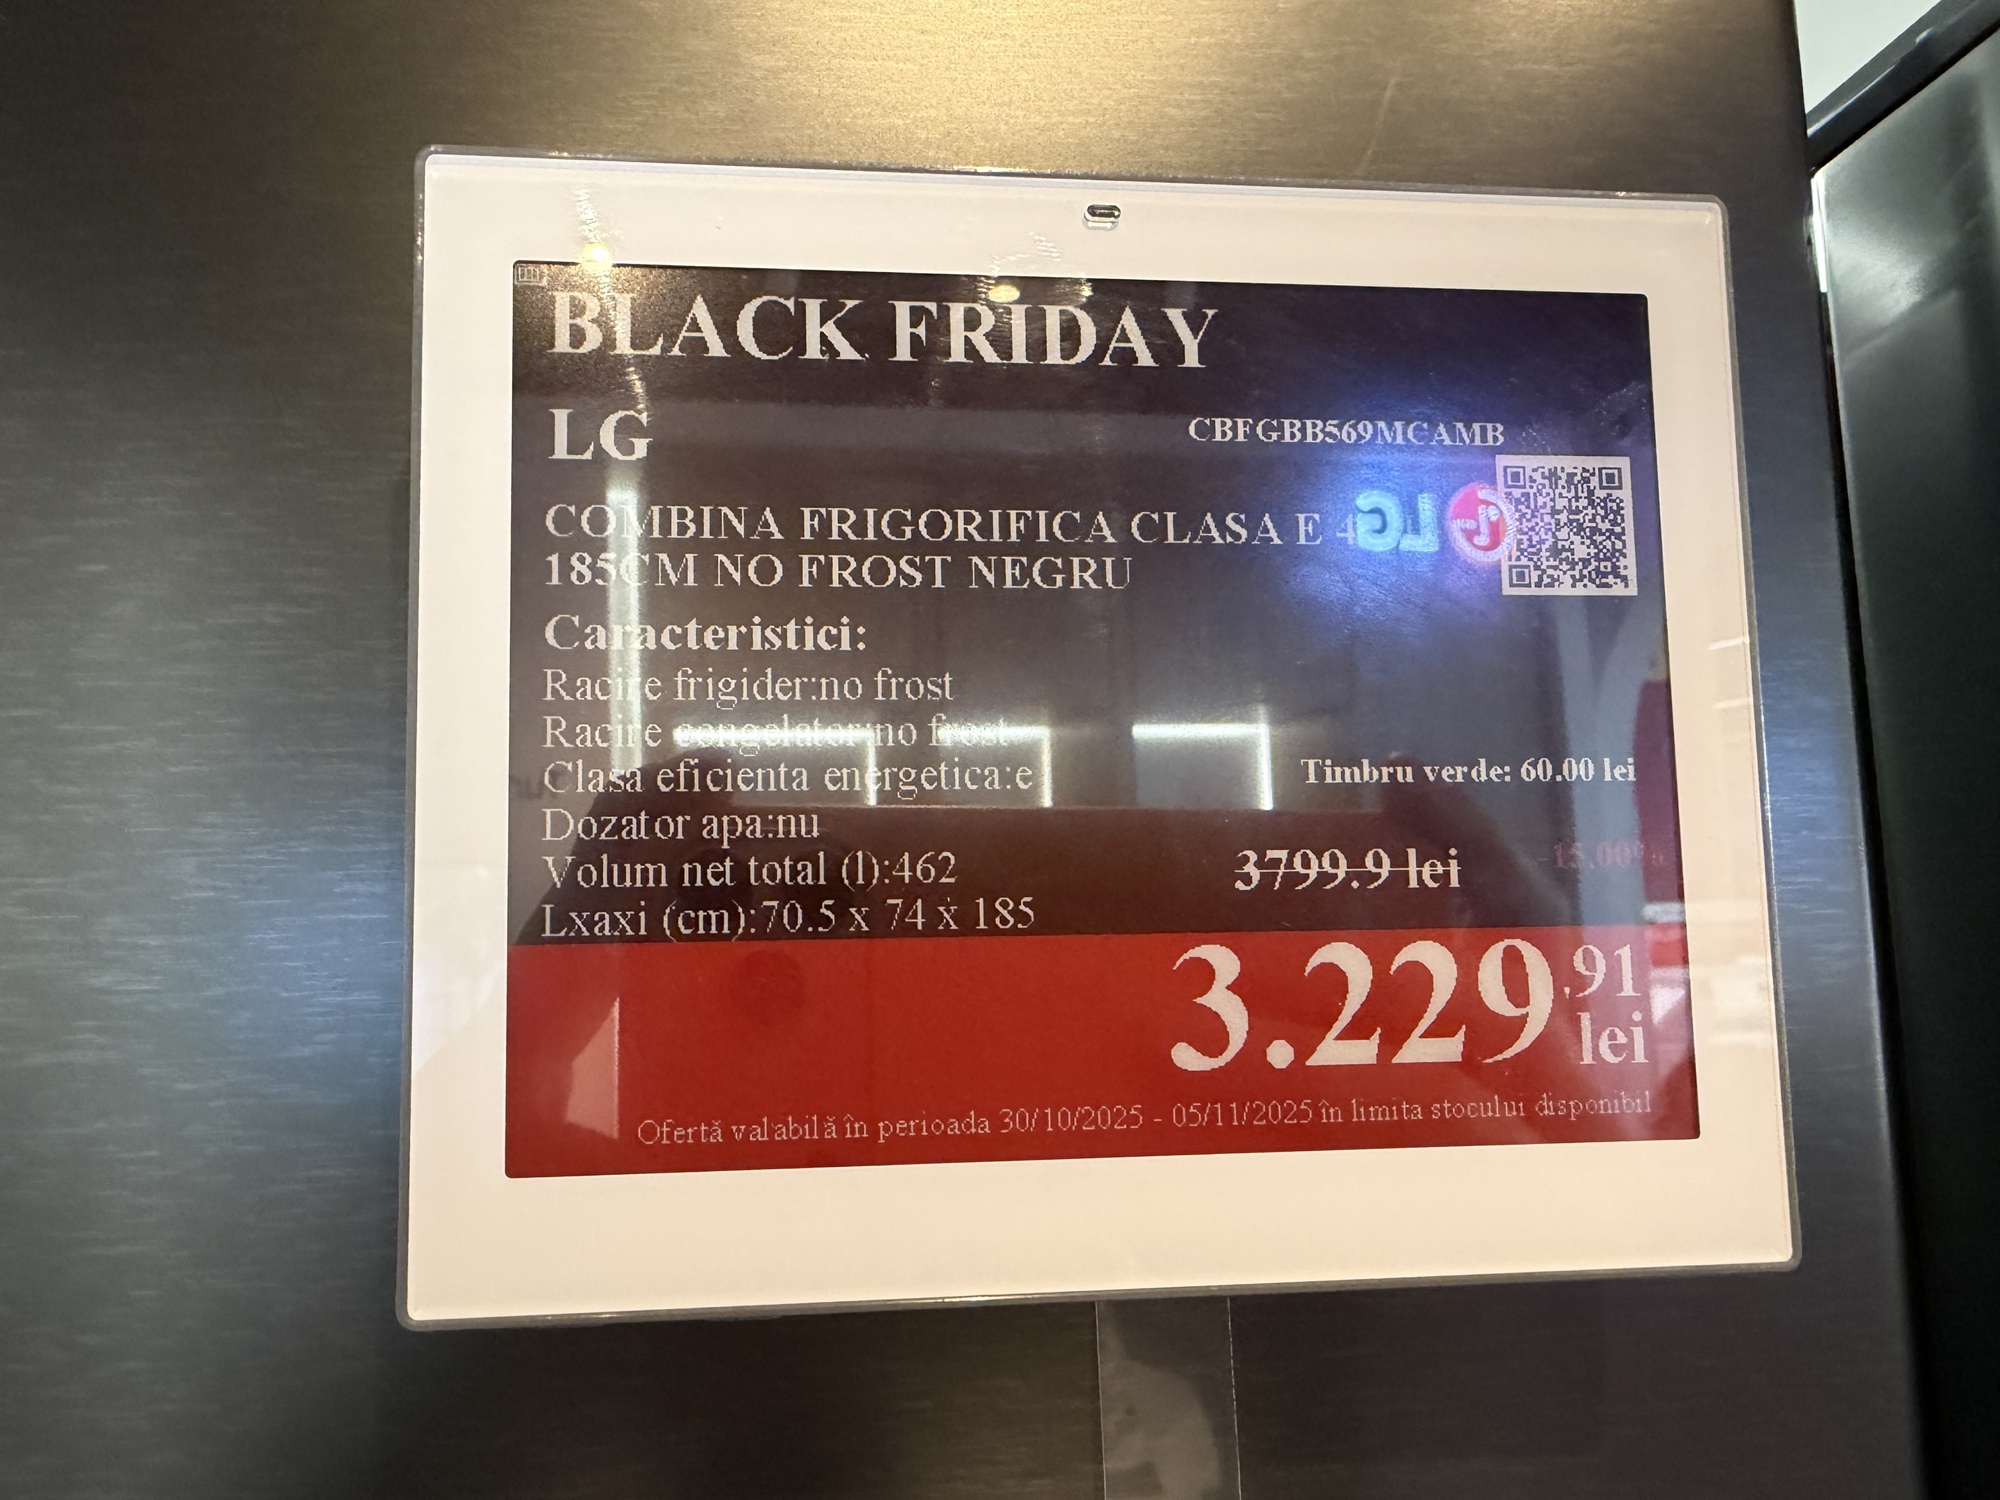 BLACK FRIDAY
LG
CBFGBB569MCAMB
COMBINA FRIGORIFICA CLASA E
185CM NO FROST NEGRU
Caracteristici:
Racire frigider:no frost
Racire congelator:no frost
Clasa eficienta energetica:e
Timbru verde: 60.00 lei
Dozator apa:nu
Volum net total (l):462
3799.9 lei
-15.00%
Lxaxi (cm):70.5 x 74 x 185
3.229,91 lei
Ofertă valabilă în perioada 30/10/2025 - 05/11/2025 în limita stocului disponibil
LG